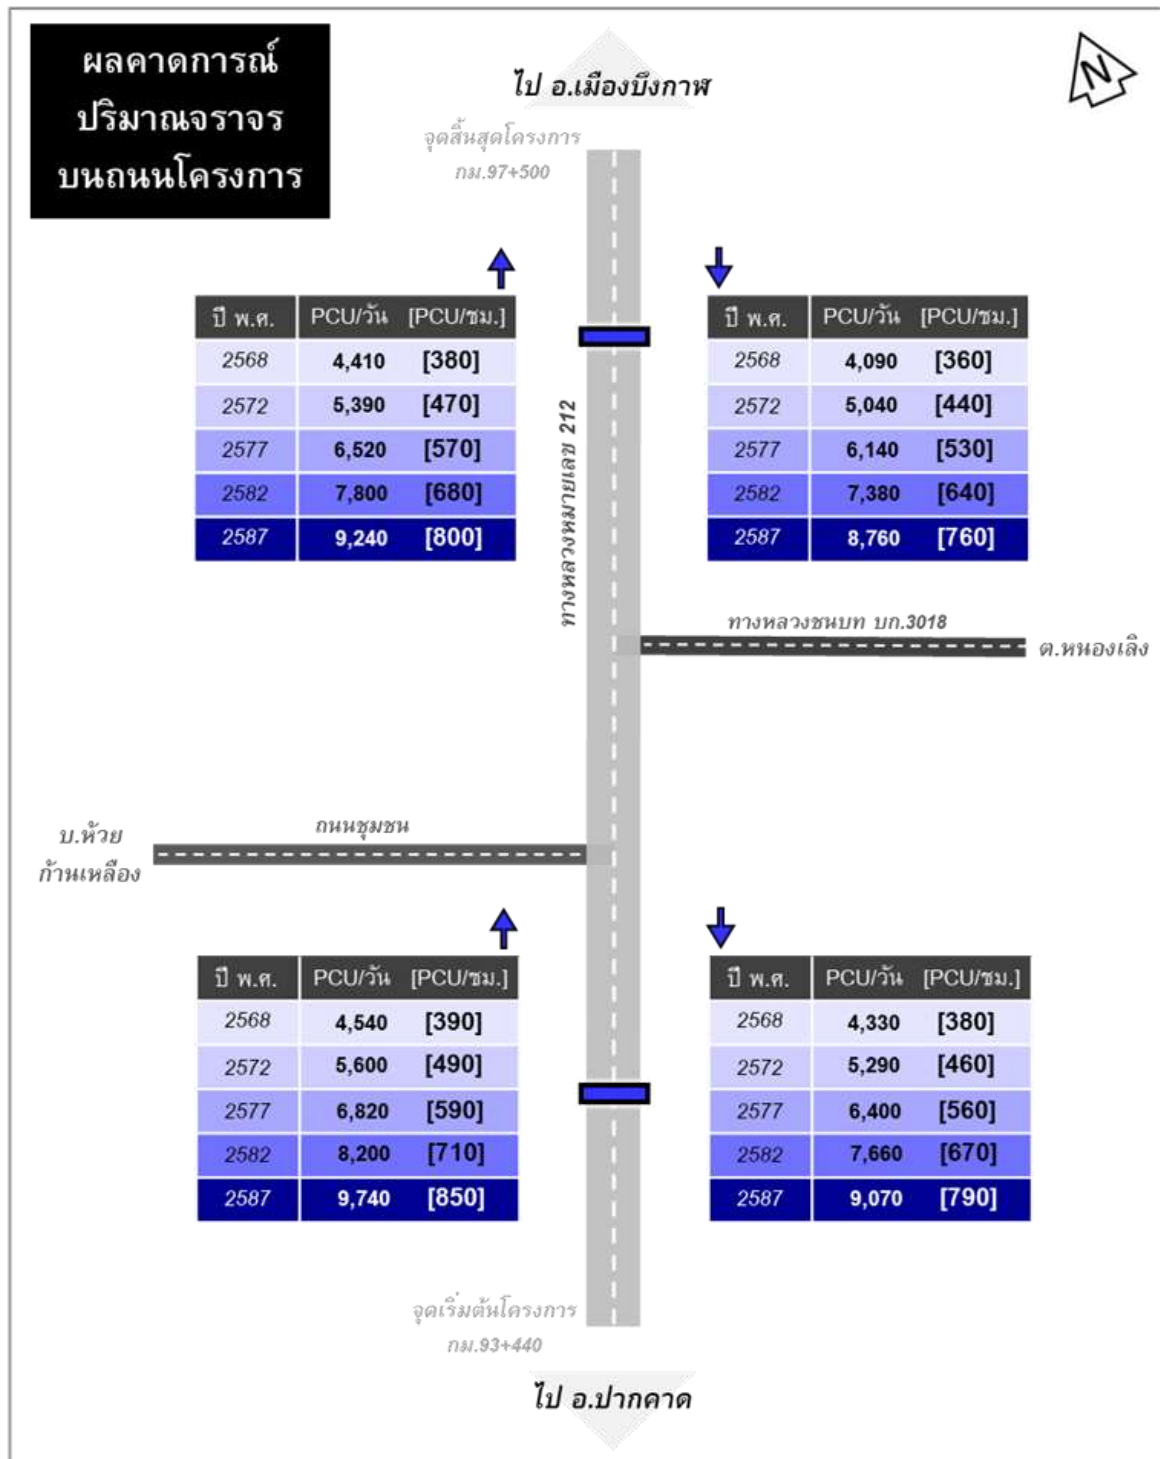 ผลคาดการณ์
ปริมาณจราจร
บนถนนโครงการ
ไป อ.เมืองบึงกาฬ
N
จุดสิ้นสุดโครงการ
กม.97+500
ปี พ.ศ. PCU/วัน [PCU/ชม.]
2568 4,410 [380]
2572 5,390 [470]
2577 6,520 [570]
2582 7,800 [680]
2587 9,240 [800]
ทางหลวงหมายเลข 212
ปี พ.ศ. PCU/วัน [PCU/ชม.]
2568 4,090 [360]
2572 5,040 [440]
2577 6,140 [530]
2582 7,380 [640]
2587 8,760 [760]
ทางหลวงชนบท บก.3018
ต.หนองเลิง
ถนนชุมชน
บ.ห้วย
ก้านเหลือง
ปี พ.ศ. PCU/วัน [PCU/ชม.]
2568 4,540 [390]
2572 5,600 [490]
2577 6,820 [590]
2582 8,200 [710]
2587 9,740 [850]
ปี พ.ศ. PCU/วัน [PCU/ชม.]
2568 4,330 [380]
2572 5,290 [460]
2577 6,400 [560]
2582 7,660 [670]
2587 9,070 [790]
จุดเริ่มต้นโครงการ
กม.93+440
ไป อ.ปากคาด